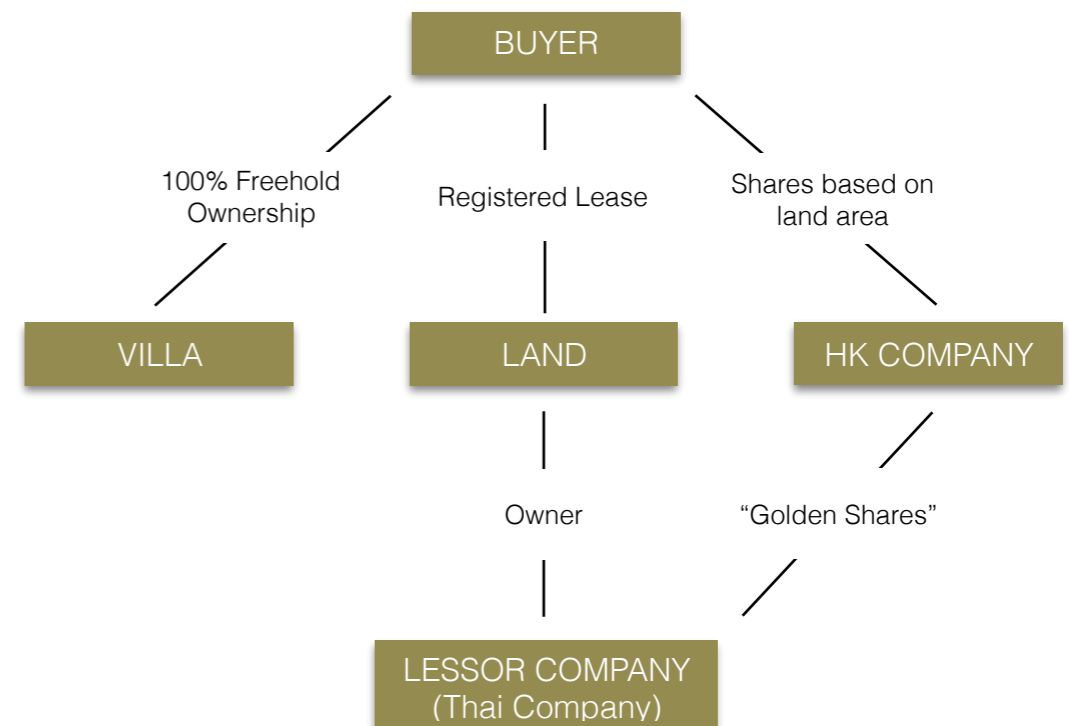 BUYER
100% Freehold
Ownership
Registered Lease
Shares based on
land area
VILLA
LAND
HK COMPANY
Owner
“Golden Shares”
LESSOR COMPANY
(Thai Company)